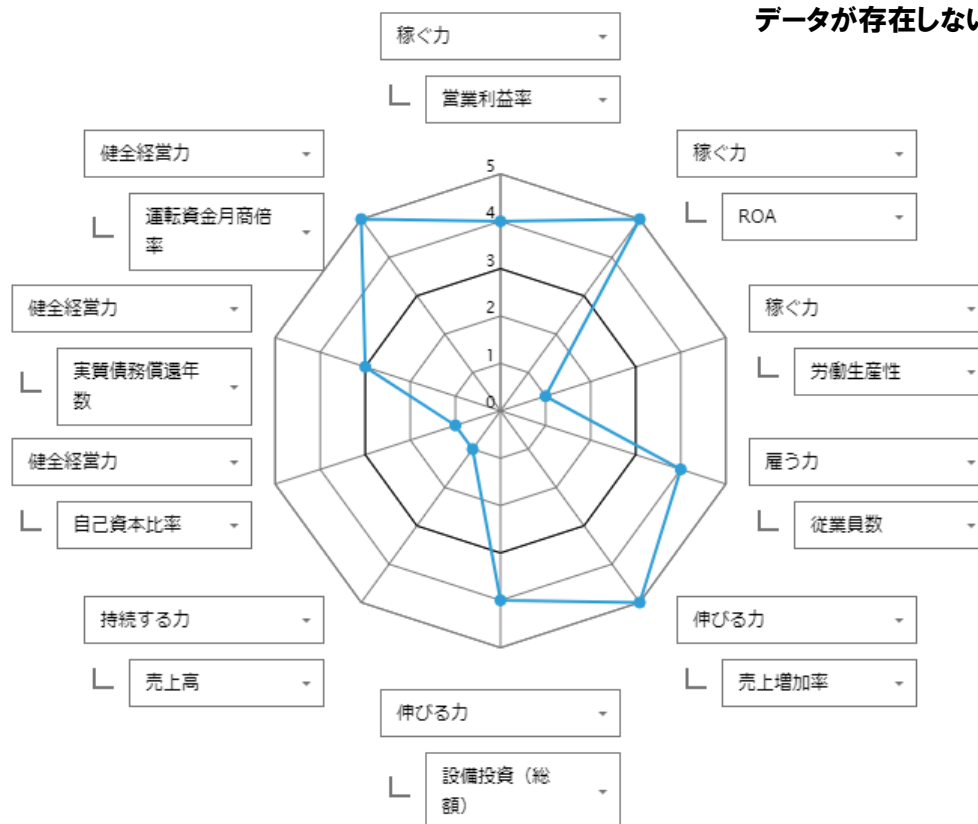 データが存在しない
稼ぐ力
営業利益率
健全経営力
運転資金月商倍
率
稼ぐ力
ROA
5
4
3
2
1
0
健全経営力
実質債務償還年
数
稼ぐ力
労働生産性
健全経営力
自己資本比率
雇う力
従業員数
持続する力
売上高
伸びる力
売上増加率
伸びる力
設備投資（総
額）